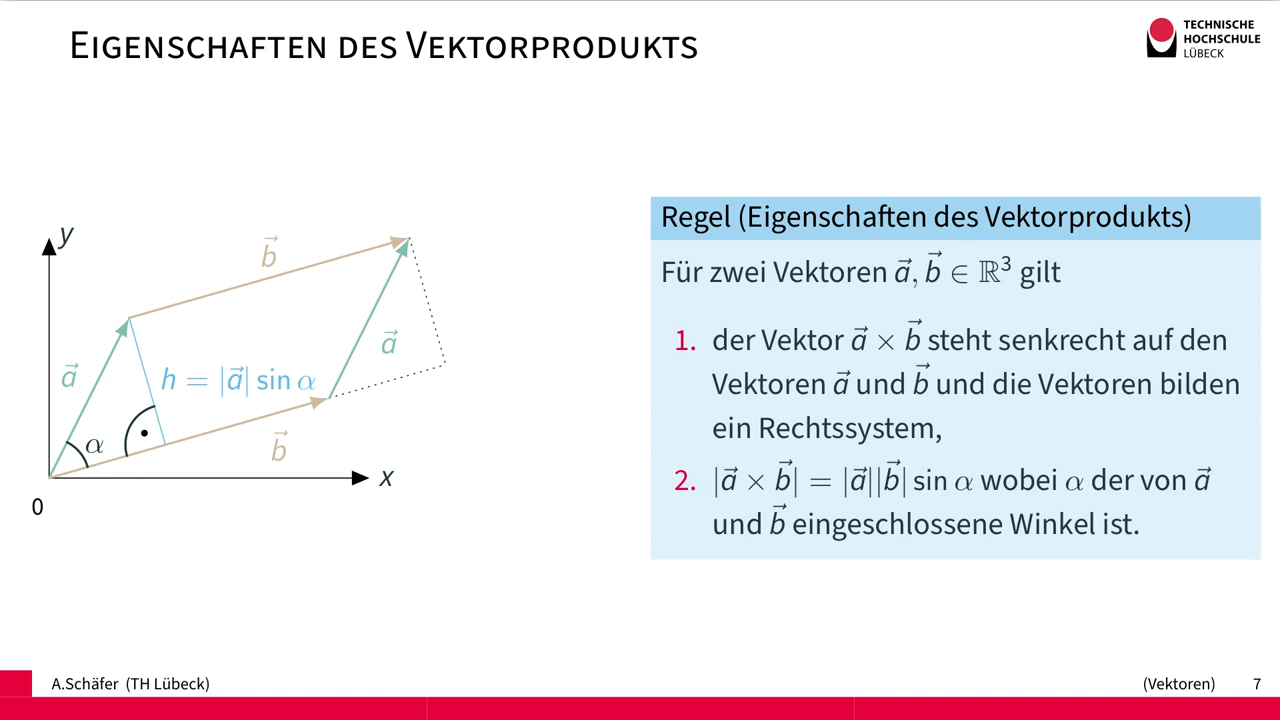 EIGENSCHAFTEN DES VEKTORPRODUKTS
TECHNISCHE
HOCHSCHULE
LÜBECK
y
b⃗
a⃗
a⃗
h = |a⃗| sin α
α
b⃗
x
0
Regel (Eigenschaften des Vektorprodukts)
Für zwei Vektoren a⃗, b⃗ ∈ ℝ³ gilt
1. der Vektor a⃗ × b⃗ steht senkrecht auf den
Vektoren a⃗ und b⃗ und die Vektoren bilden
ein Rechtssystem,
2. |a⃗ × b⃗| = |a⃗||b⃗| sin α wobei α der von a⃗
und b⃗ eingeschlossene Winkel ist.
A.Schäfer (TH Lübeck)
(Vektoren) 7